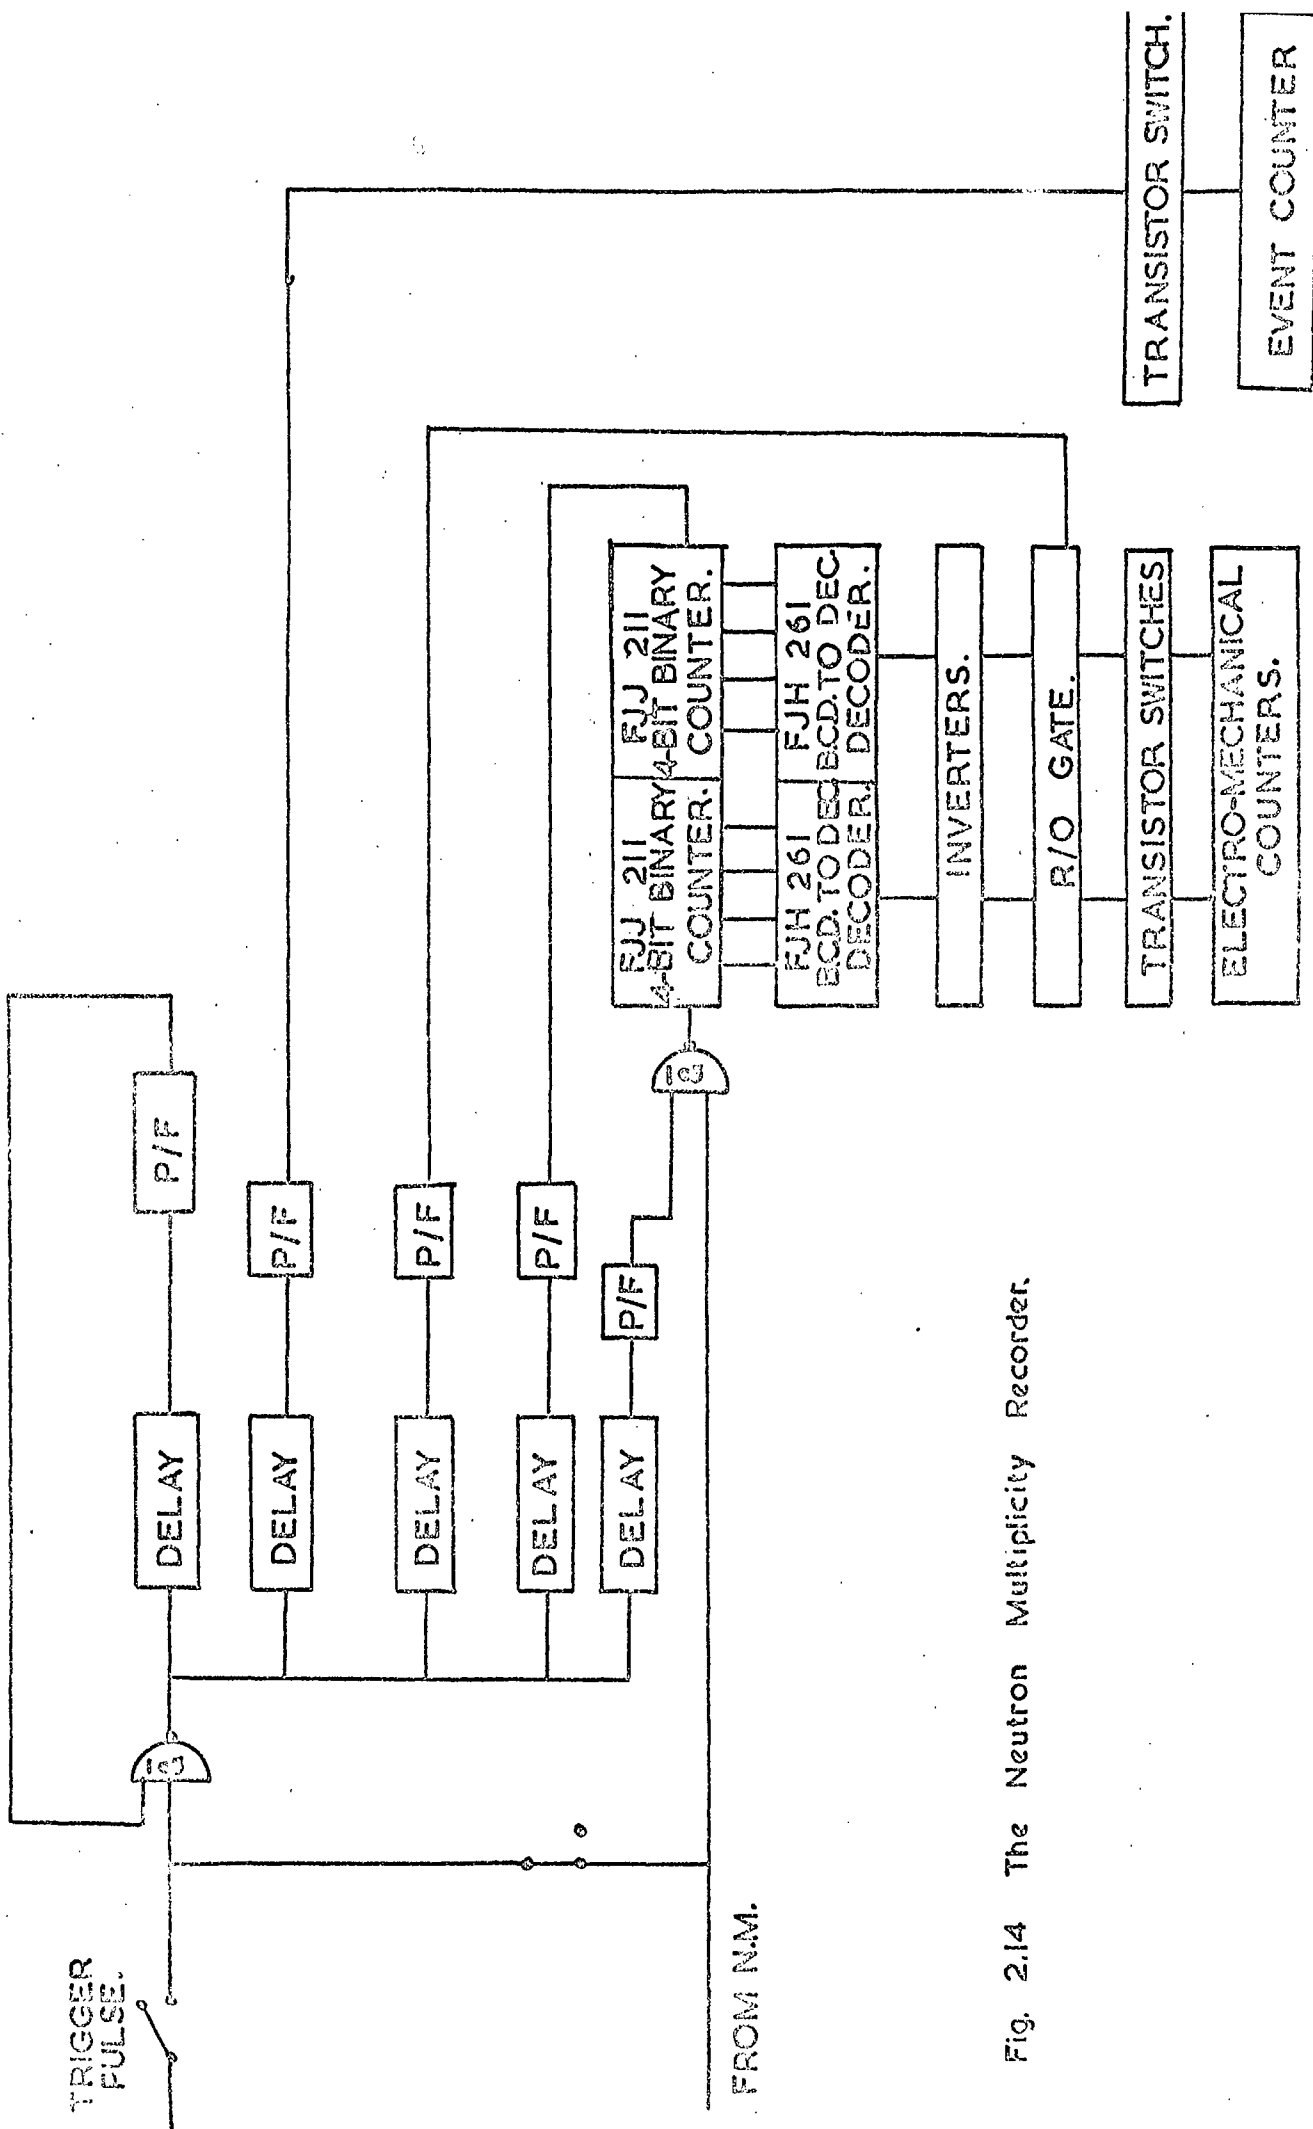 TRIGGER
PULSE.
DELAY
P/F
DELAY
P/F
DELAY
P/F
DELAY
P/F
DELAY
P/F
FROM N.M.
FJJ 211
4-BIT BINARY
COUNTER.
FJJ 211
4-BIT BINARY
COUNTER.
FJH 261
B.C.D. TO DEC.
DECODER.
FJH 261
B.C.D. TO DEC.
DECODER.
INVERTERS.
R/O GATE.
TRANSISTOR SWITCHES
ELECTRO-MECHANICAL
COUNTERS.
TRANSISTOR SWITCH.
EVENT COUNTER
Fig. 2.14 The Neutron Multiplicity Recorder.